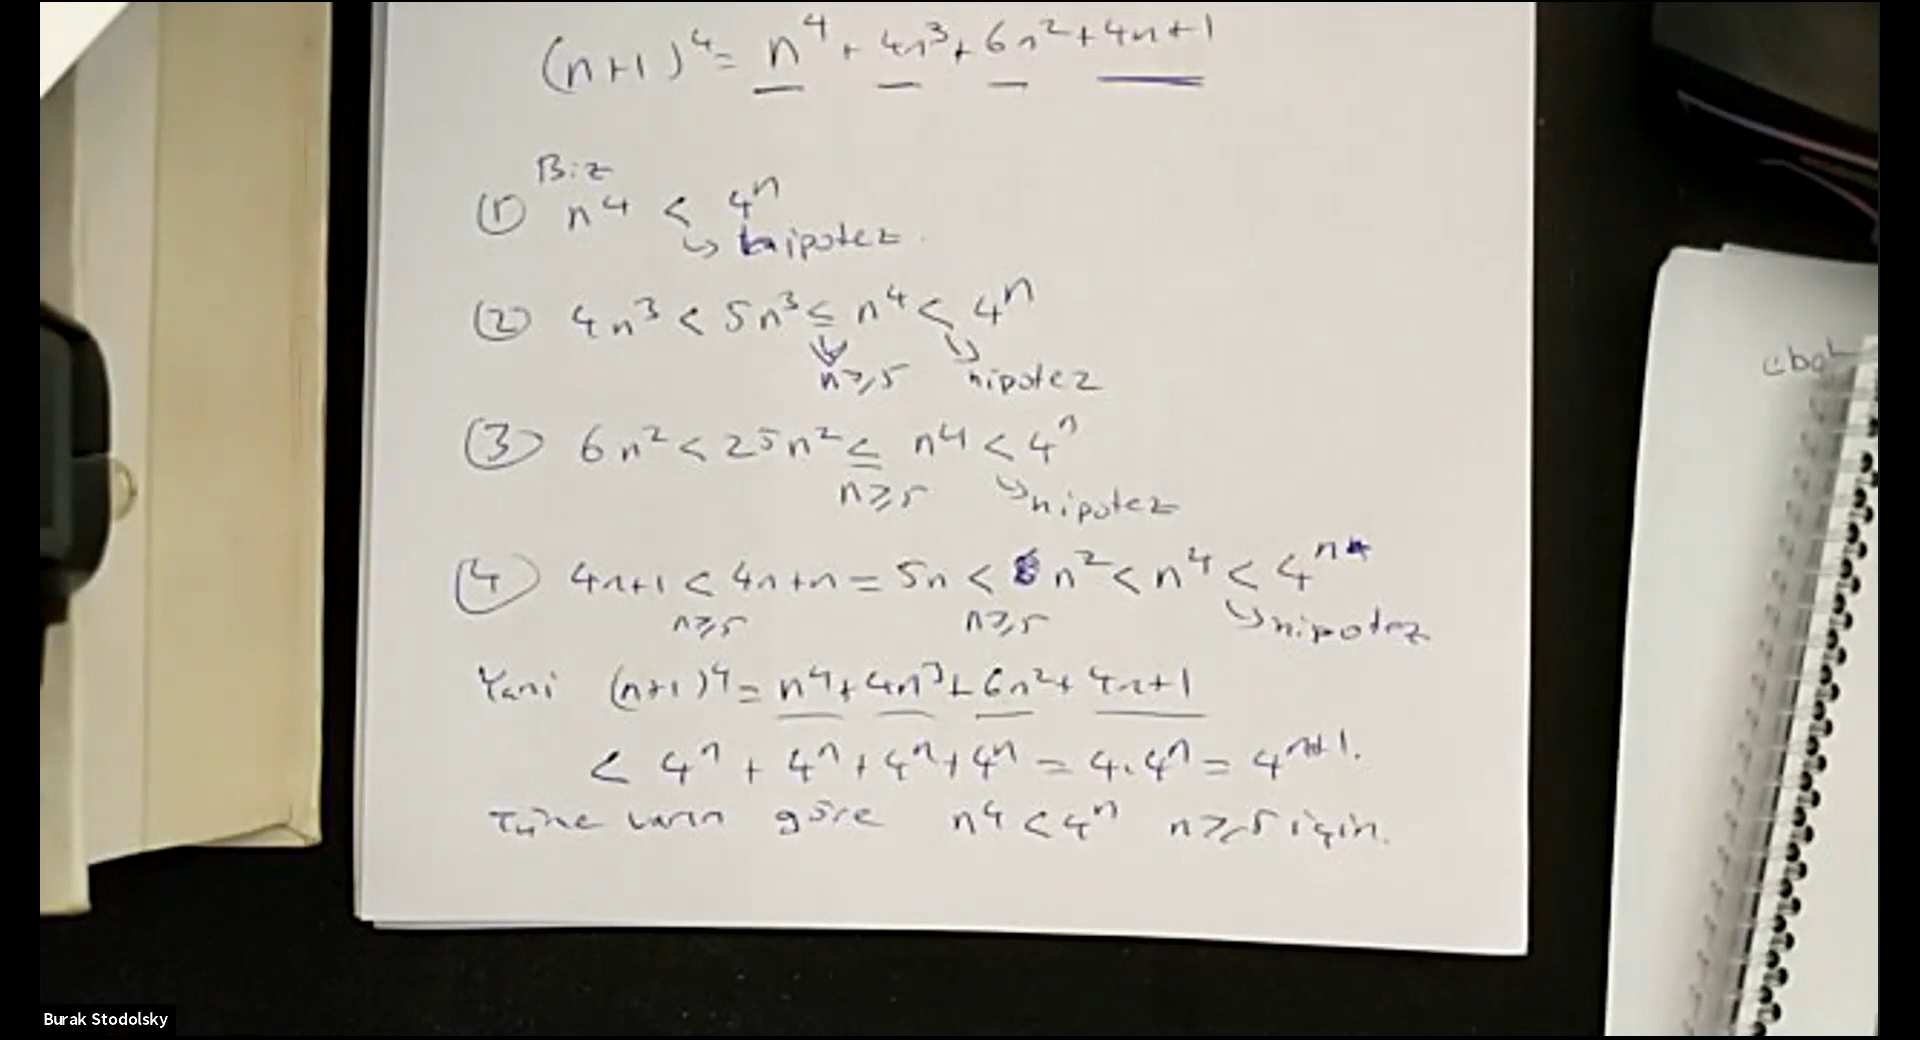 (n+1)⁴ = n⁴ + 4n³ + 6n² + 4n + 1
Biz
(1) n⁴ < 4ⁿ
↳ hipotez.
(2) 4n³ < 5n³ ≤ n⁴ < 4ⁿ
n≥5 hipotez
(3) 6n² < 25n² ≤ n⁴ < 4ⁿ
n≥5 hipotez
(4) 4n+1 < 4n+n = 5n < n² < n⁴ < 4ⁿ
n≥5 n≥5 hipotez
Yani (n+1)⁴ = n⁴ + 4n³ + 6n² + 4n+1
< 4ⁿ + 4ⁿ + 4ⁿ + 4ⁿ = 4.4ⁿ = 4ⁿ⁺¹.
Tüme varım göre n⁴ < 4ⁿ n≥5 için.
Burak Stodolsky